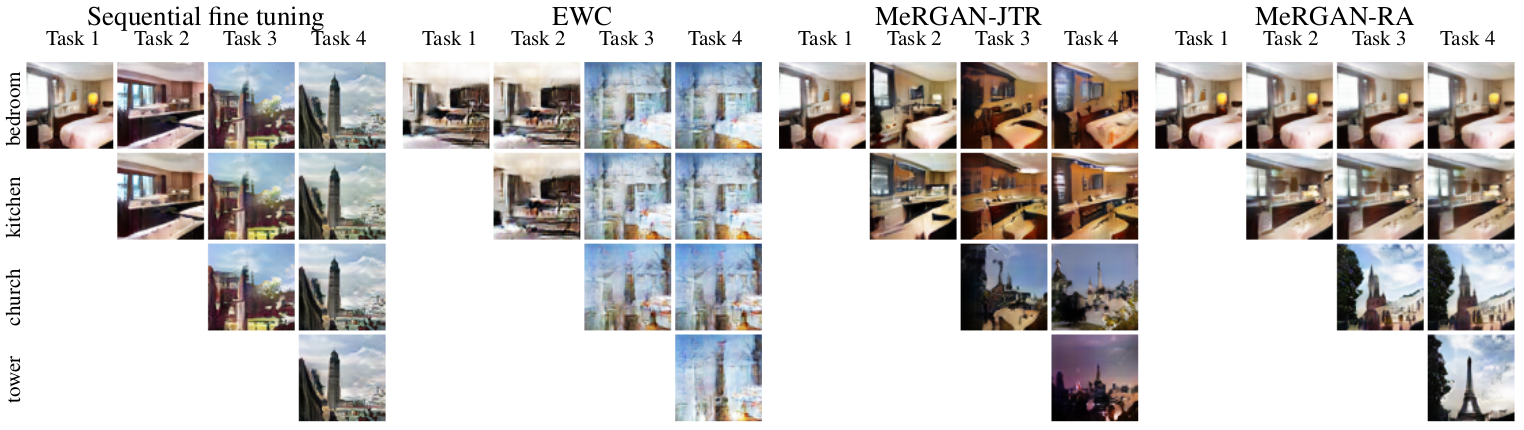 Sequential fine tuning EWC MeRGAN-JTR MeRGAN-RA
Task 1 Task 2 Task 3 Task 4 Task 1 Task 2 Task 3 Task 4 Task 1 Task 2 Task 3 Task 4 Task 1 Task 2 Task 3 Task 4
bedroom
kitchen
church
tower